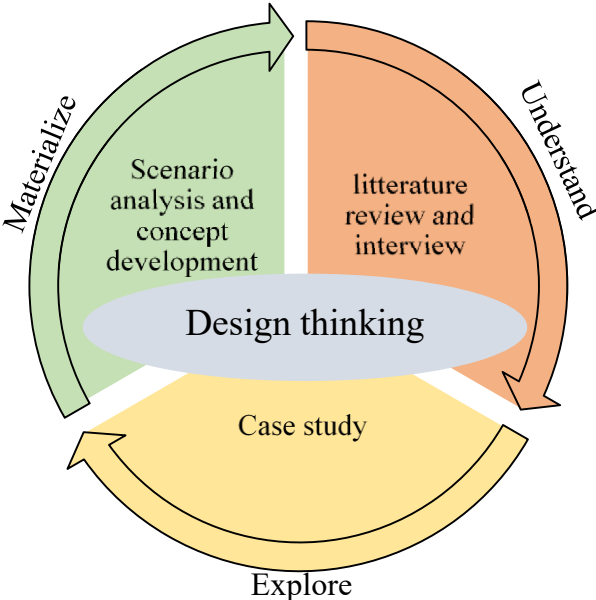 Materialize
Understand
Scenario
analysis and
concept
development
litterature
review and
interview
Design thinking
Case study
Explore